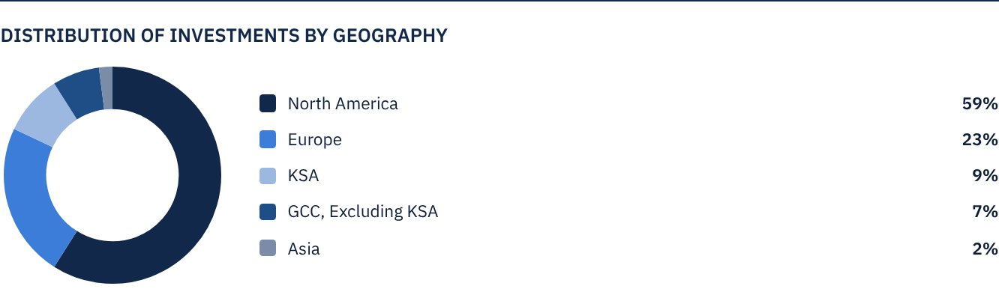 DISTRIBUTION OF INVESTMENTS BY GEOGRAPHY
North America 59%
Europe 23%
KSA 9%
GCC, Excluding KSA 7%
Asia 2%